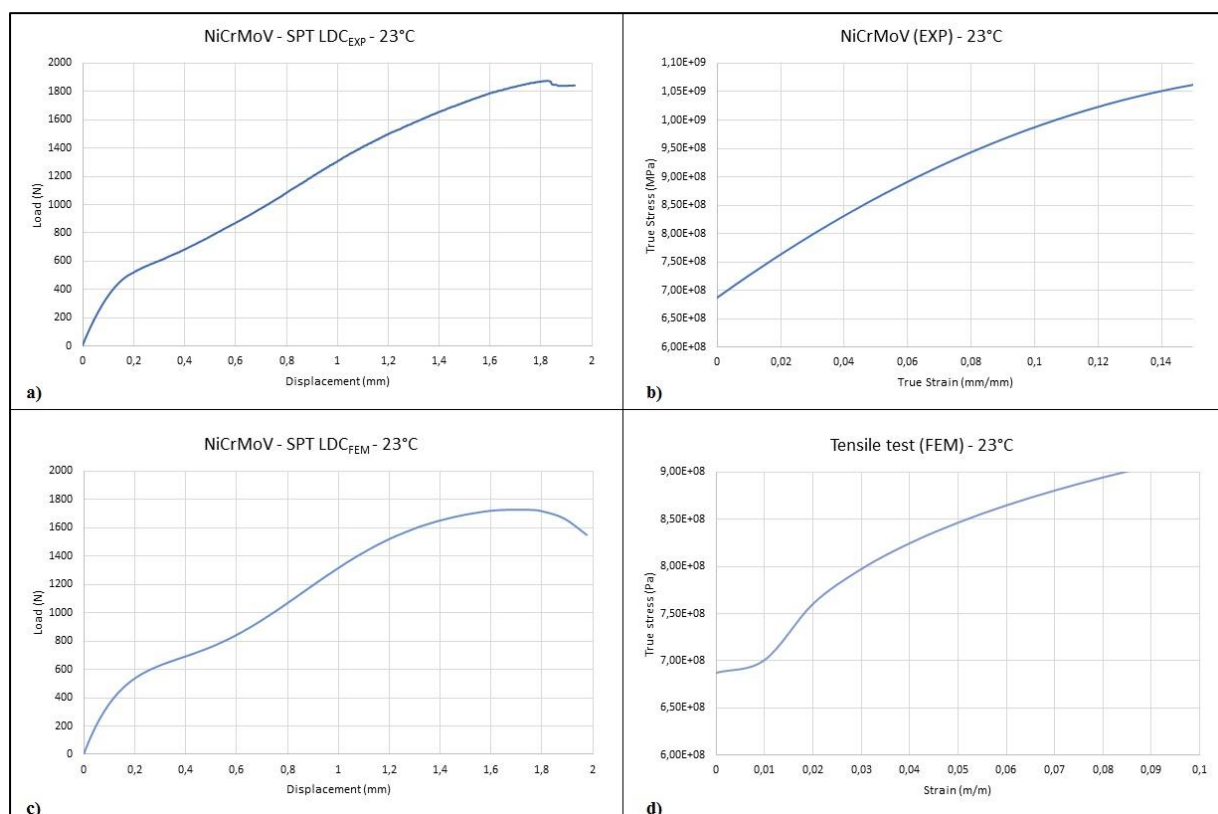 NiCrMoV - SPT LDCEXP - 23°C
Load (N)
2000
1800
1600
1400
1200
1000
800
600
400
200
0
0 0,2 0,4 0,6 0,8 1 1,2 1,4 1,6 1,8 2
Displacement (mm)
a)
NiCrMoV (EXP) - 23°C
True Stress (MPa)
1,10E+09
1,05E+09
1,00E+09
9,50E+08
9,00E+08
8,50E+08
8,00E+08
7,50E+08
7,00E+08
6,50E+08
6,00E+08
0 0,02 0,04 0,06 0,08 0,1 0,12 0,14
True Strain (mm/mm)
b)
NiCrMoV - SPT LDCFEM - 23°C
Load (N)
2000
1800
1600
1400
1200
1000
800
600
400
200
0
0 0,2 0,4 0,6 0,8 1 1,2 1,4 1,6 1,8 2
Displacement (mm)
c)
Tensile test (FEM) - 23°C
True stress (Pa)
9,00E+08
8,50E+08
8,00E+08
7,50E+08
7,00E+08
6,50E+08
6,00E+08
0 0,01 0,02 0,03 0,04 0,05 0,06 0,07 0,08 0,09 0,1
Strain (m/m)
d)